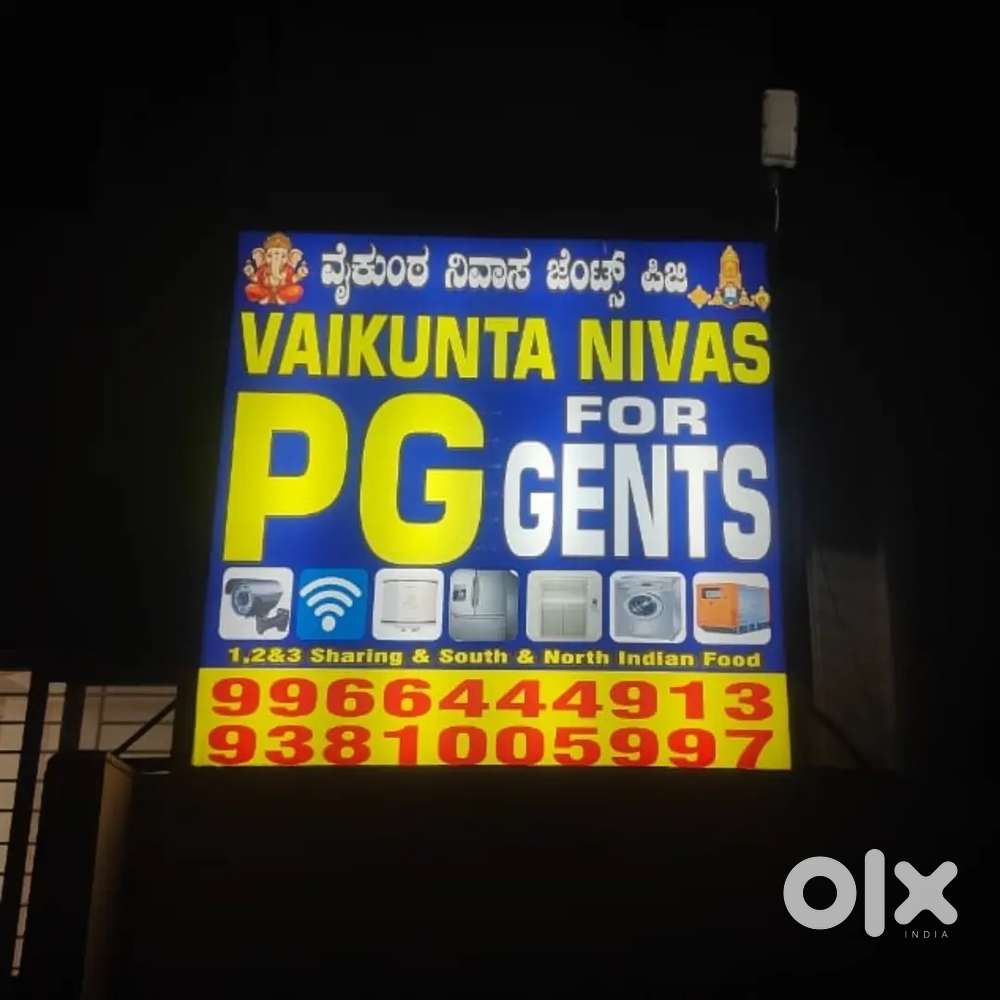 ವೈಕುಂಠ ನಿವಾಸ ಜೆಂಟ್ಸ್ ಪಿಜಿ
VAIKUNTA NIVAS
PG FOR GENTS
1,2&3 Sharing & South & North Indian Food
9966444913
9381005997
olx
INDIA